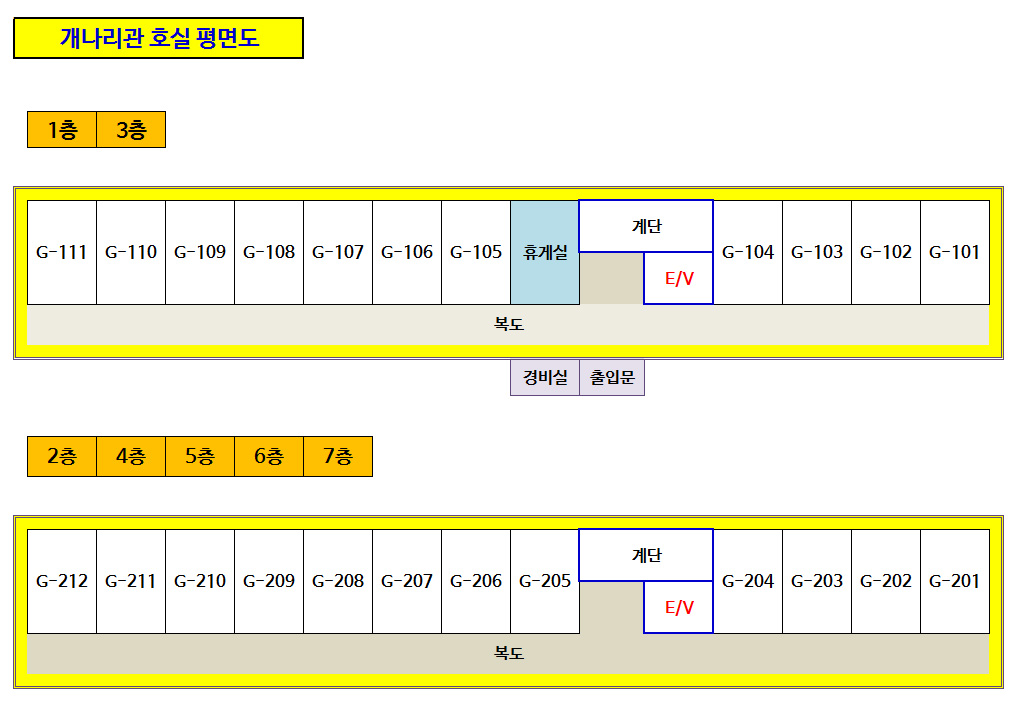 개나리관 호실 평면도
1층 3층
G-111 G-110 G-109 G-108 G-107 G-106 G-105 휴게실 계단 E/V G-104 G-103 G-102 G-101
복도
경비실 출입문
2층 4층 5층 6층 7층
G-212 G-211 G-210 G-209 G-208 G-207 G-206 G-205 계단 E/V G-204 G-203 G-202 G-201
복도